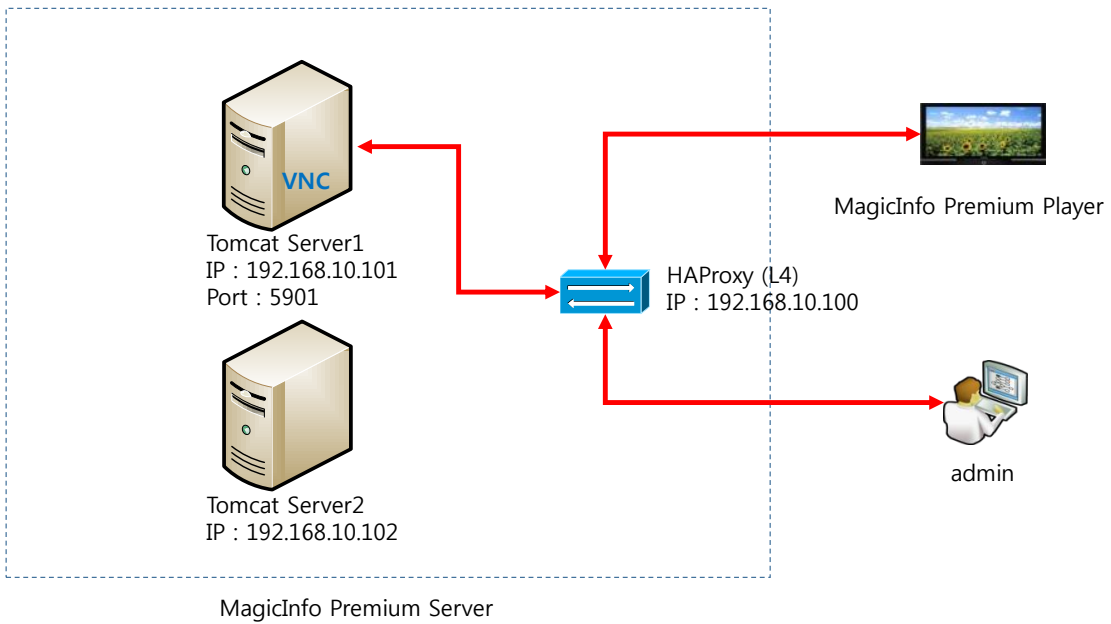 VNC
Tomcat Server1
IP : 192.168.10.101
Port : 5901
MagicInfo Premium Player
HAProxy (L4)
IP : 192.168.10.100
admin
Tomcat Server2
IP : 192.168.10.102
MagicInfo Premium Server